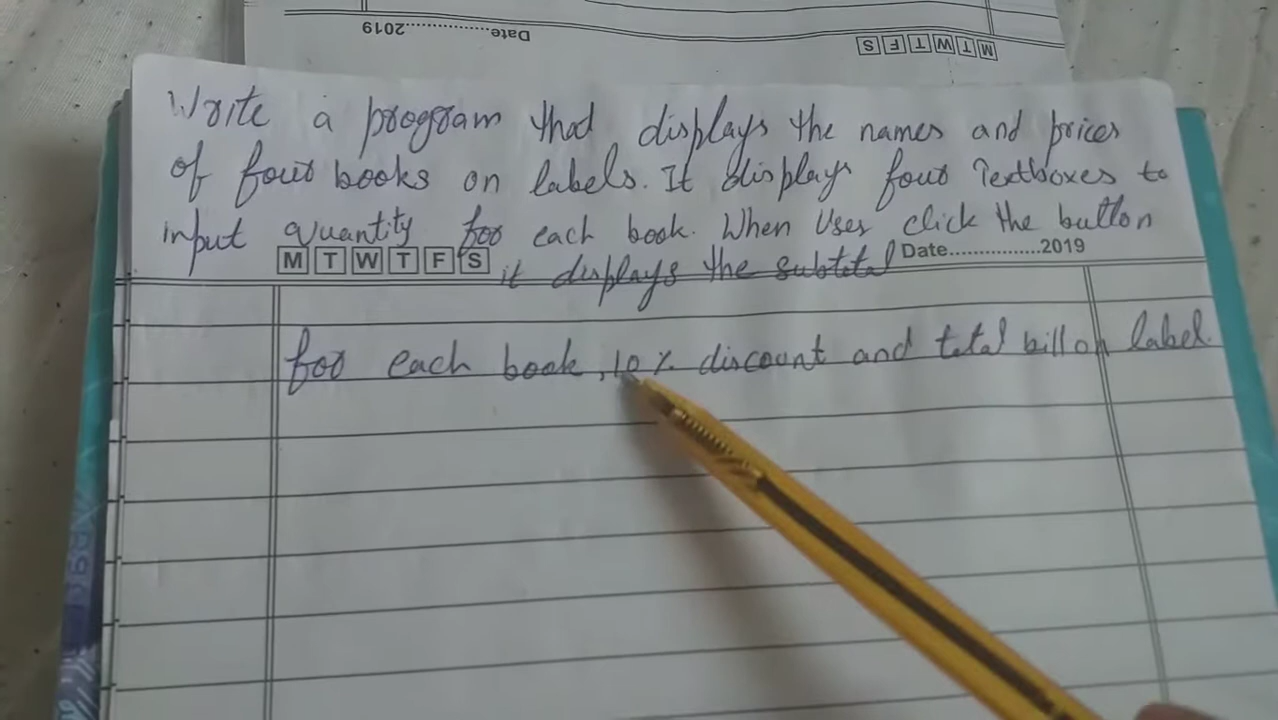 Date................2019
M T W T F S
Write a program that displays the names and prices
of four books on labels. It displays four Textboxes to
input quantity for each book. When User click the button
M T W T F S it displays the subtotal Date................2019
for each book, 10% discount and total bill on label.